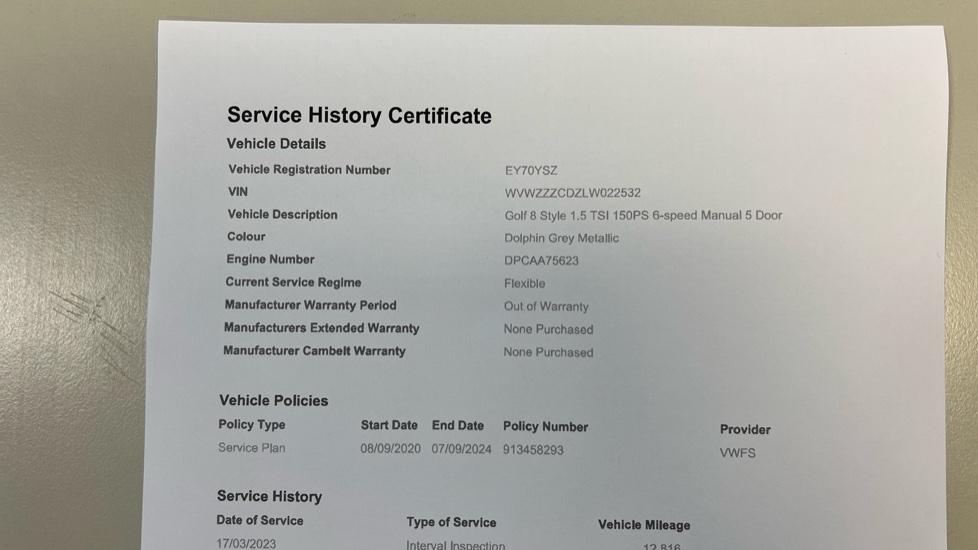 Service History Certificate
Vehicle Details
Vehicle Registration Number EY70YSZ
VIN WVWZZZCDZLW022532
Vehicle Description Golf 8 Style 1.5 TSI 150PS 6-speed Manual 5 Door
Colour Dolphin Grey Metallic
Engine Number DPCAA75623
Current Service Regime Flexible
Manufacturer Warranty Period Out of Warranty
Manufacturers Extended Warranty None Purchased
Manufacturer Cambelt Warranty None Purchased
Vehicle Policies
Policy Type Start Date End Date Policy Number Provider
Service Plan 08/09/2020 07/09/2024 913458293 VWFS
Service History
Date of Service Type of Service Vehicle Mileage
17/03/2023 Interval Inspection 12,816